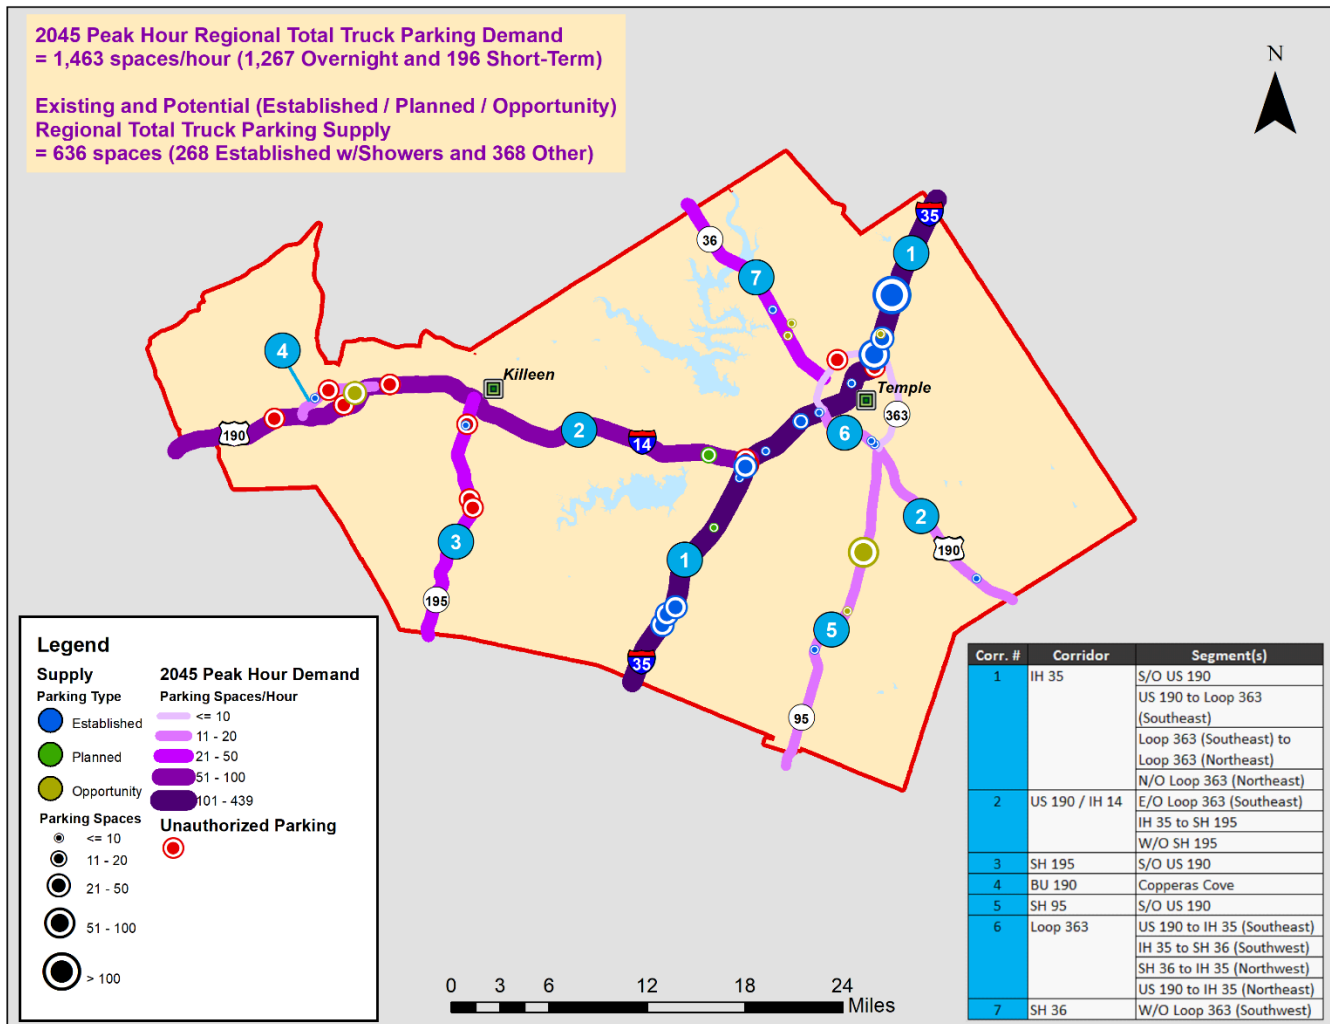 2045 Peak Hour Regional Total Truck Parking Demand
= 1,463 spaces/hour (1,267 Overnight and 196 Short-Term)
Existing and Potential (Established / Planned / Opportunity)
Regional Total Truck Parking Supply
= 636 spaces (268 Established w/Showers and 368 Other)
N
35
1
36
7
4
Killeen
Temple
363
190
2
14
6
2
190
3
1
195
5
35
95
Legend
Supply
Parking Type
Established
Planned
Opportunity
Parking Spaces
<= 10
11 - 20
21 - 50
51 - 100
> 100
2045 Peak Hour Demand
Parking Spaces/Hour
<= 10
11 - 20
21 - 50
51 - 100
101 - 439
Unauthorized Parking
0 3 6 12 18 24
Miles
Corr. # Corridor Segment(s)
1 IH 35 S/O US 190
US 190 to Loop 363
(Southeast)
Loop 363 (Southeast) to
Loop 363 (Northeast)
N/O Loop 363 (Northeast)
2 US 190 / IH 14 E/O Loop 363 (Southeast)
IH 35 to SH 195
W/O SH 195
3 SH 195 S/O US 190
4 BU 190 Copperas Cove
5 SH 95 S/O US 190
6 Loop 363 US 190 to IH 35 (Southeast)
IH 35 to SH 36 (Southwest)
SH 36 to IH 35 (Northwest)
US 190 to IH 35 (Northeast)
7 SH 36 W/O Loop 363 (Southwest)